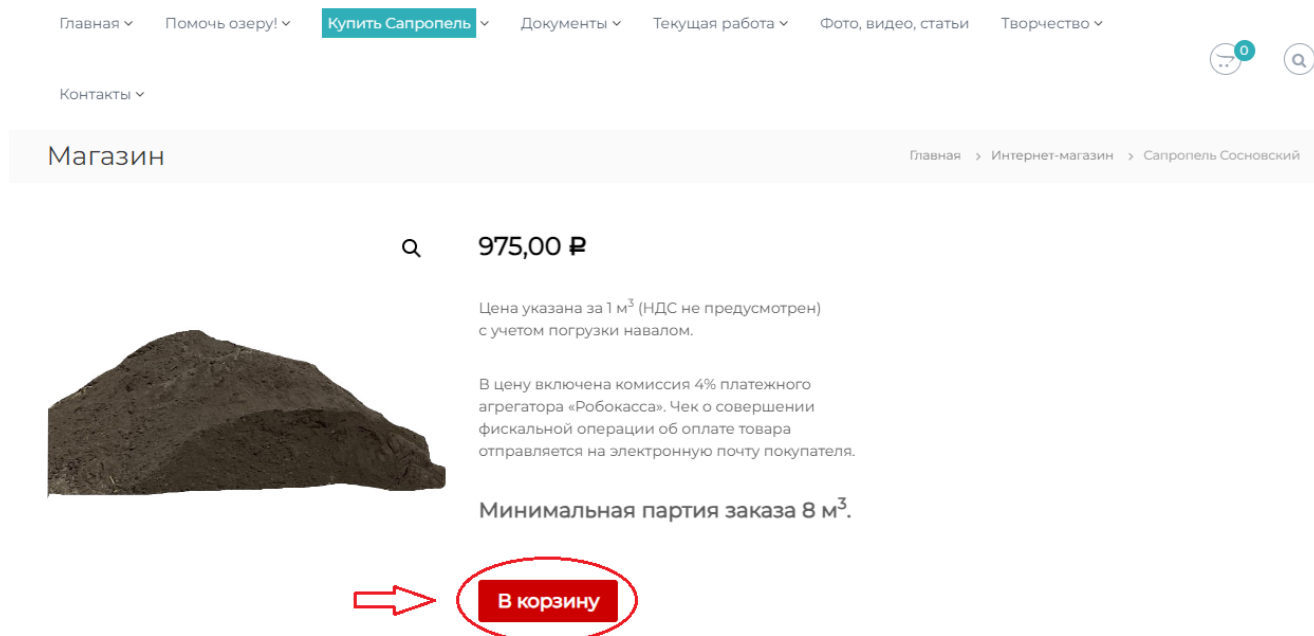 Главная Помочь озеру! Купить Сапропель Документы Текущая работа Фото, видео, статьи Творчество
0
Контакты
Магазин
Главная > Интернет-магазин > Сапропель Сосновский
975,00 ₽
Цена указана за 1 м³ (НДС не предусмотрен)
с учетом погрузки навалом.
В цену включена комиссия 4% платежного
агрегатора «Робокасса». Чек о совершении
фискальной операции об оплате товара
отправляется на электронную почту покупателя.
Минимальная партия заказа 8 м³.
В корзину